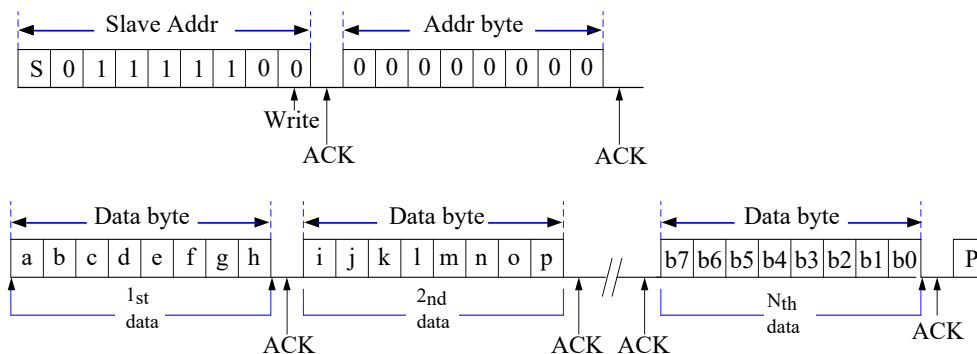 Slave Addr Addr byte
S 0 1 1 1 1 1 0 0 0 0 0 0 0 0 0 0
Write
ACK ACK
Data byte Data byte Data byte
a b c d e f g h i j k l m n o p b7 b6 b5 b4 b3 b2 b1 b0 P
1st 2nd Nth
data data data
ACK ACK ACK ACK